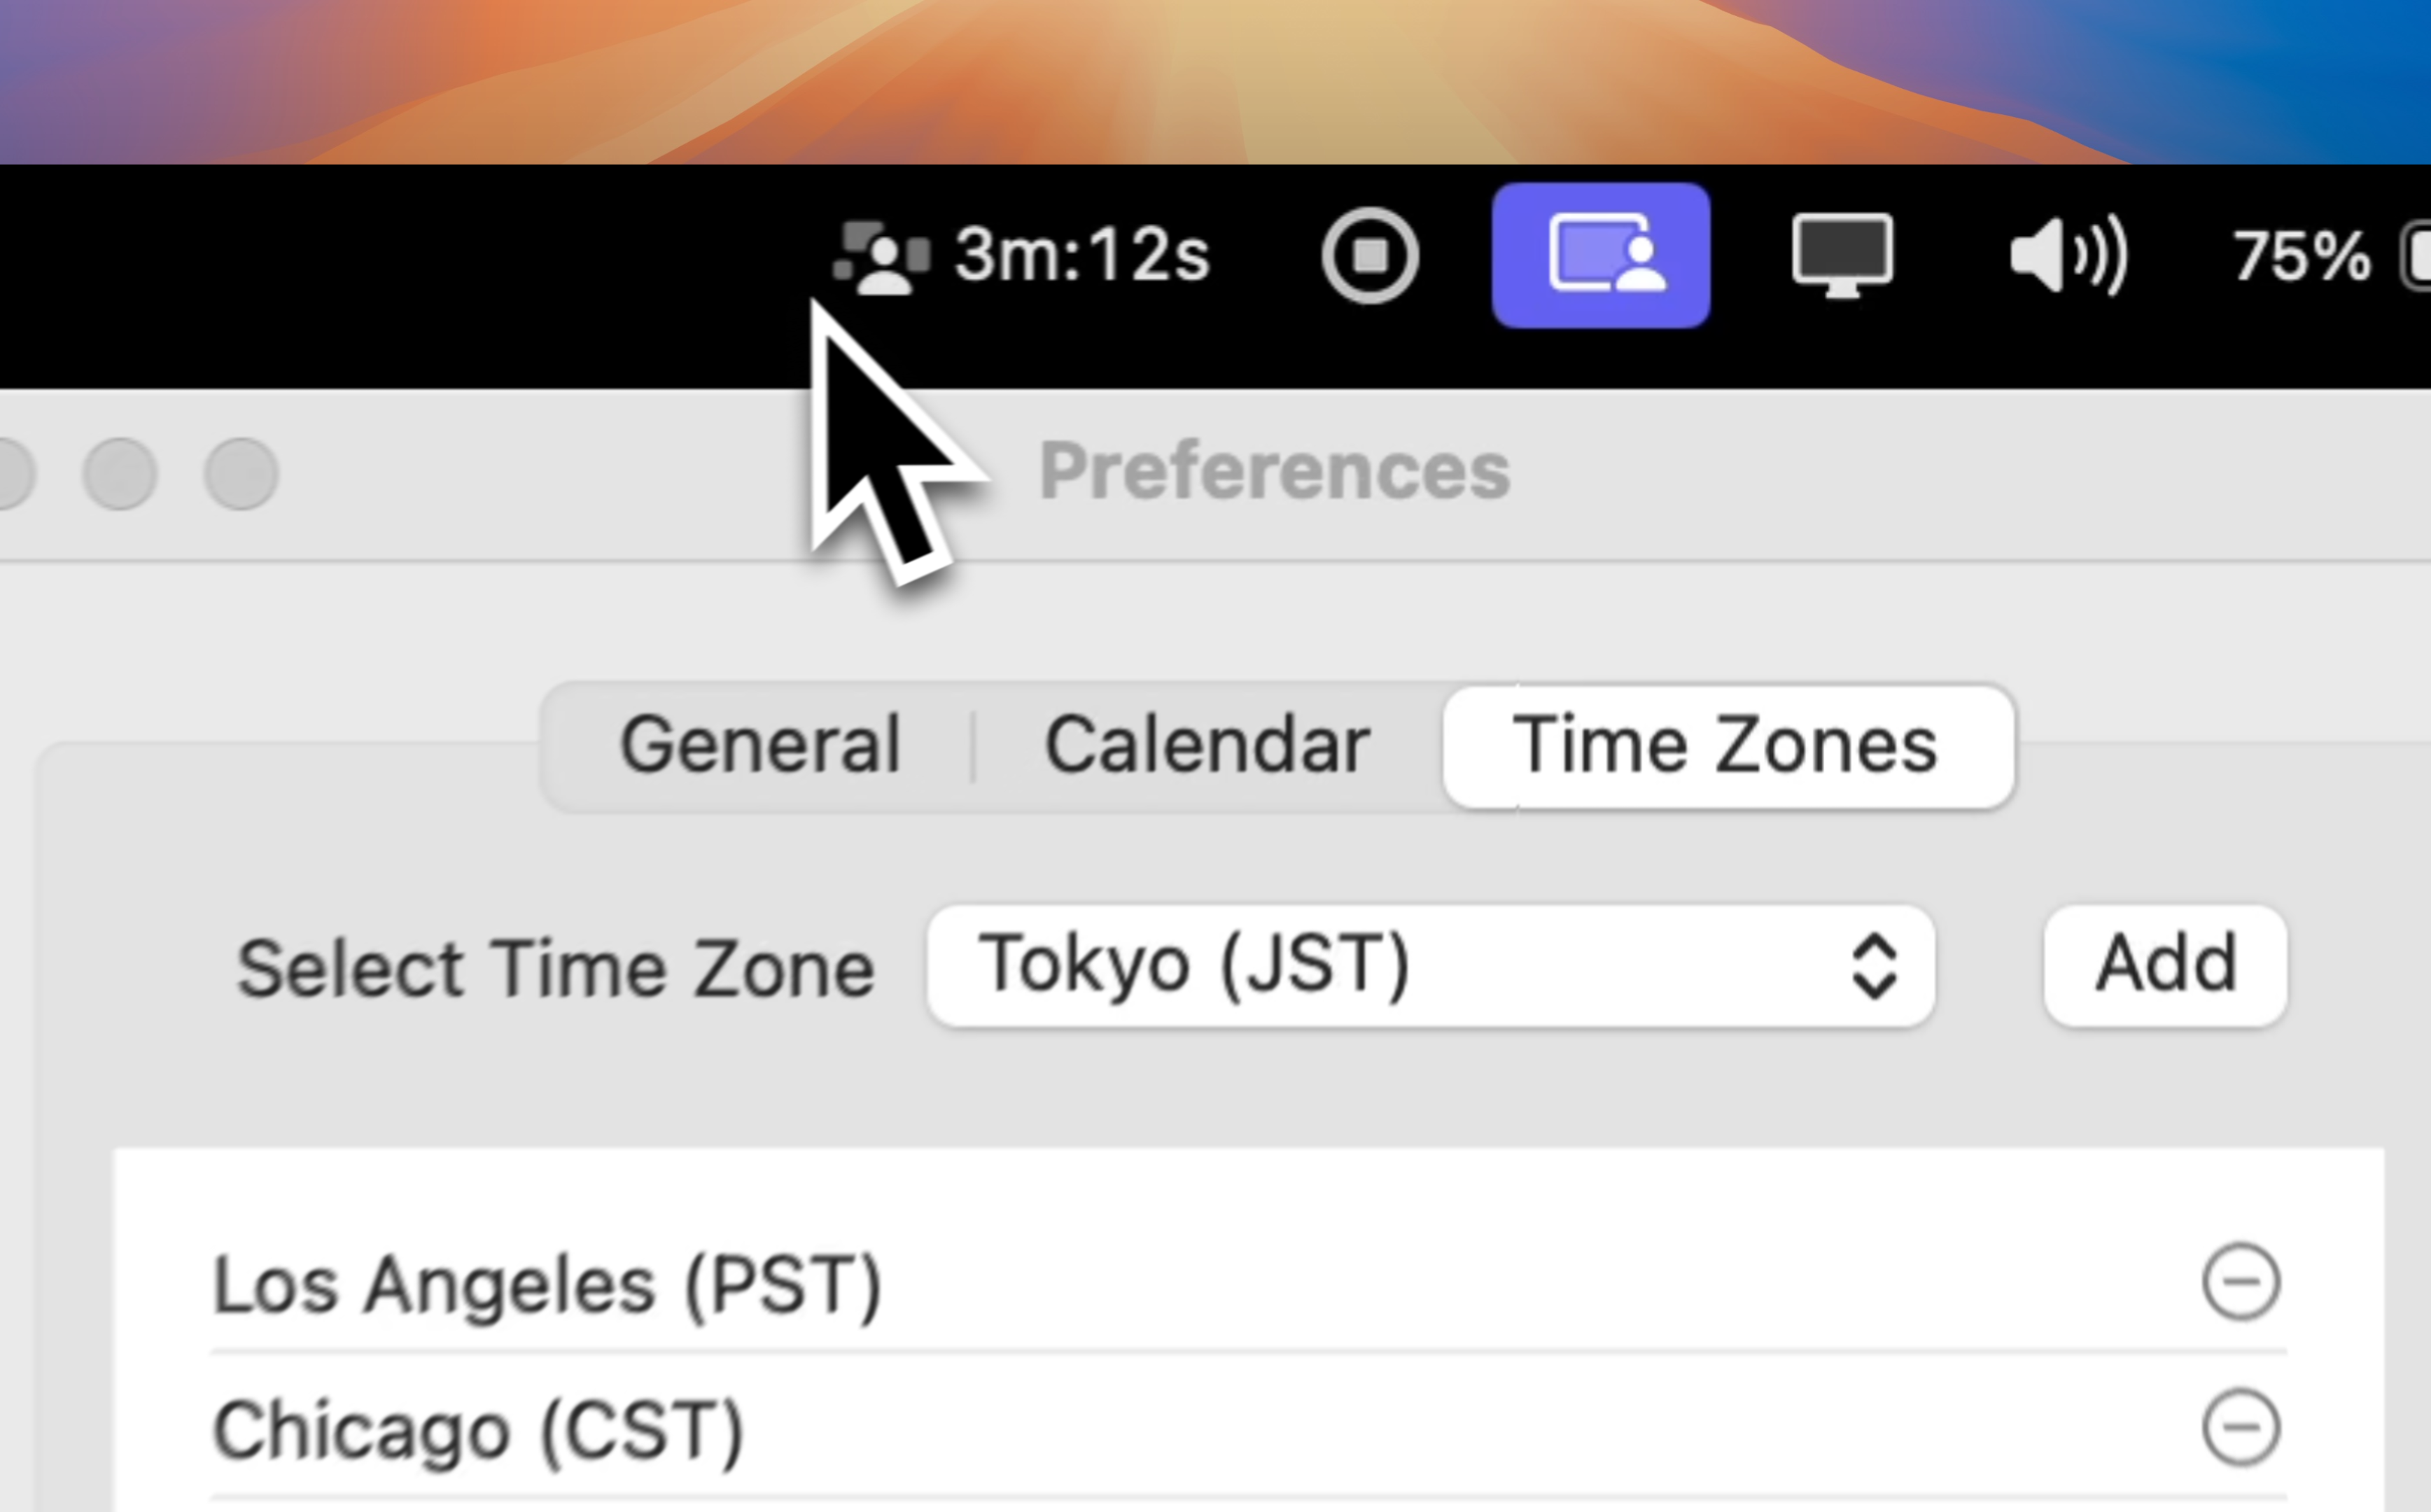 3m:12s 75%
Preferences
General Calendar Time Zones
Select Time Zone Tokyo (JST) Add
Los Angeles (PST)
Chicago (CST)